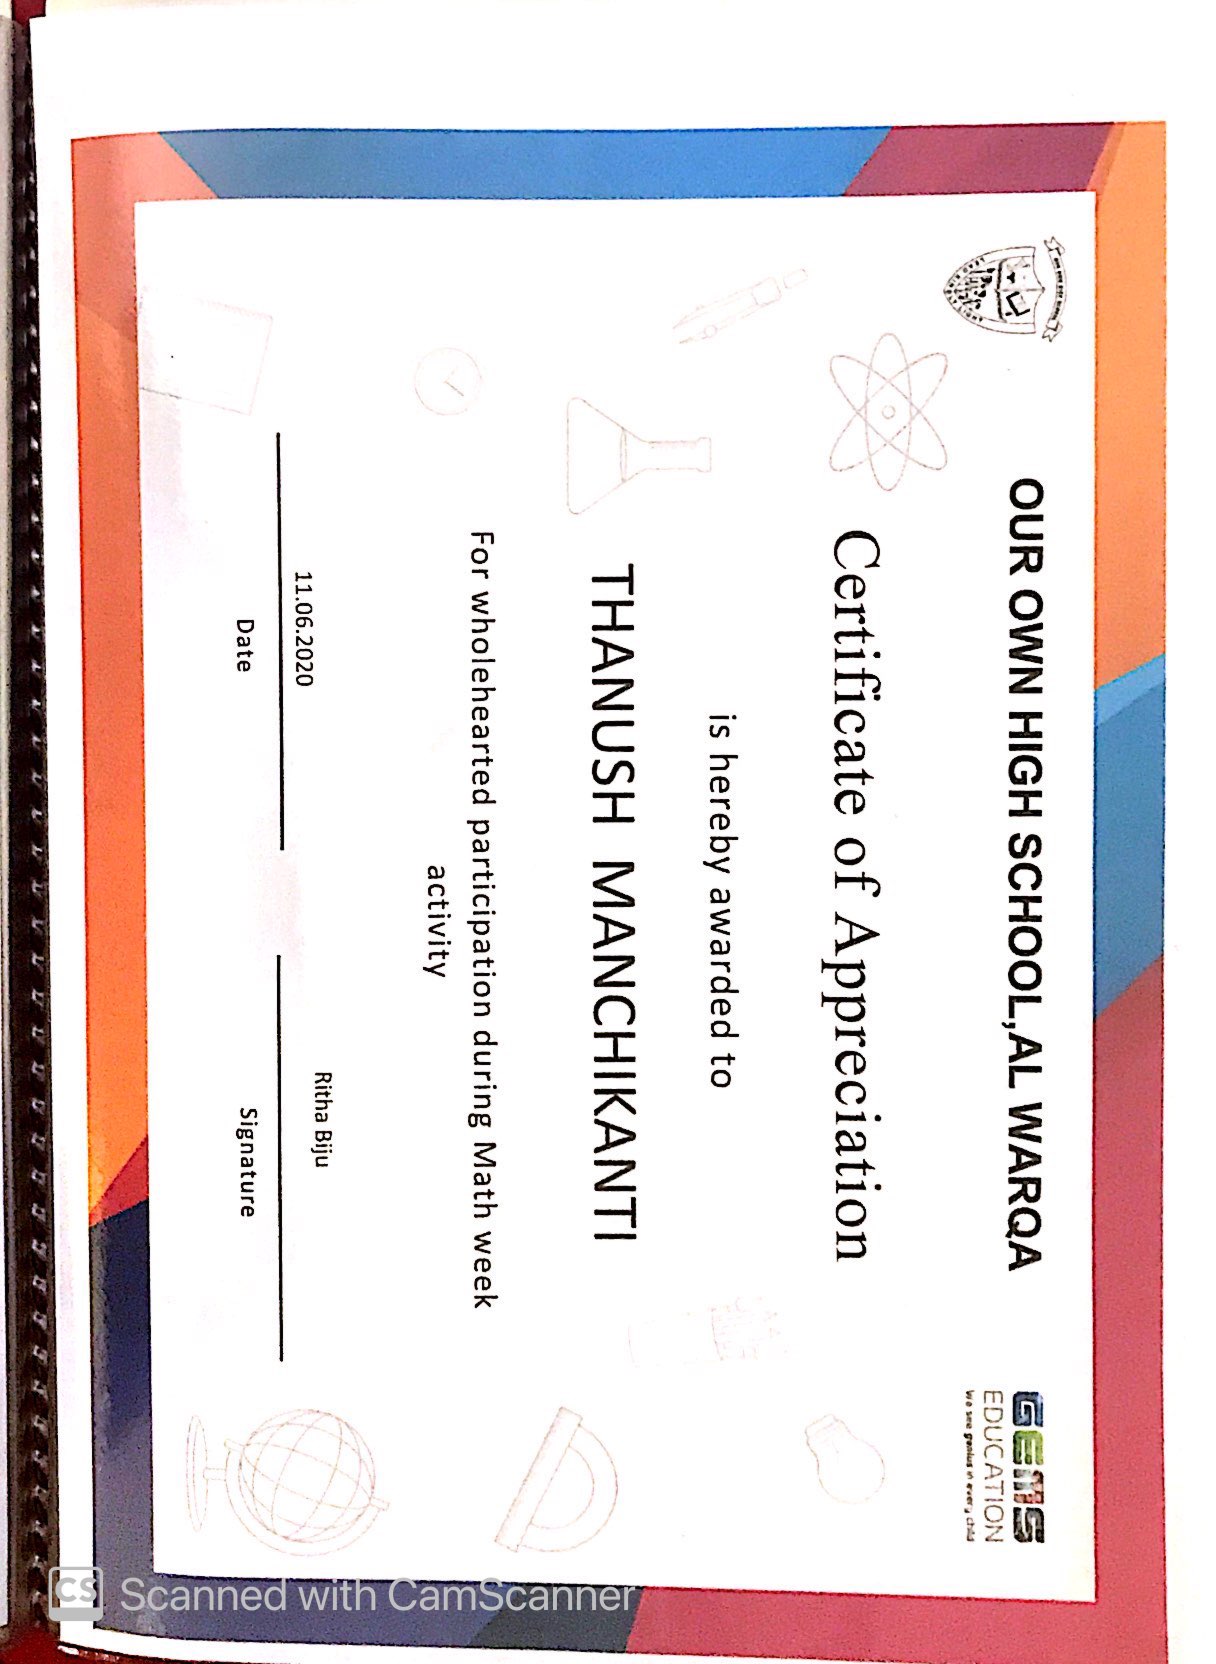 OUR OWN HIGH SCHOOL,AL WARQA
GEMS
EDUCATION
We see genius in every child
Certificate of Appreciation
is hereby awarded to
THANUSH MANCHIKANTI
For wholehearted participation during Math week
activity
11.06.2020
Ritha Biju
Date
Signature
CS Scanned with CamScanner